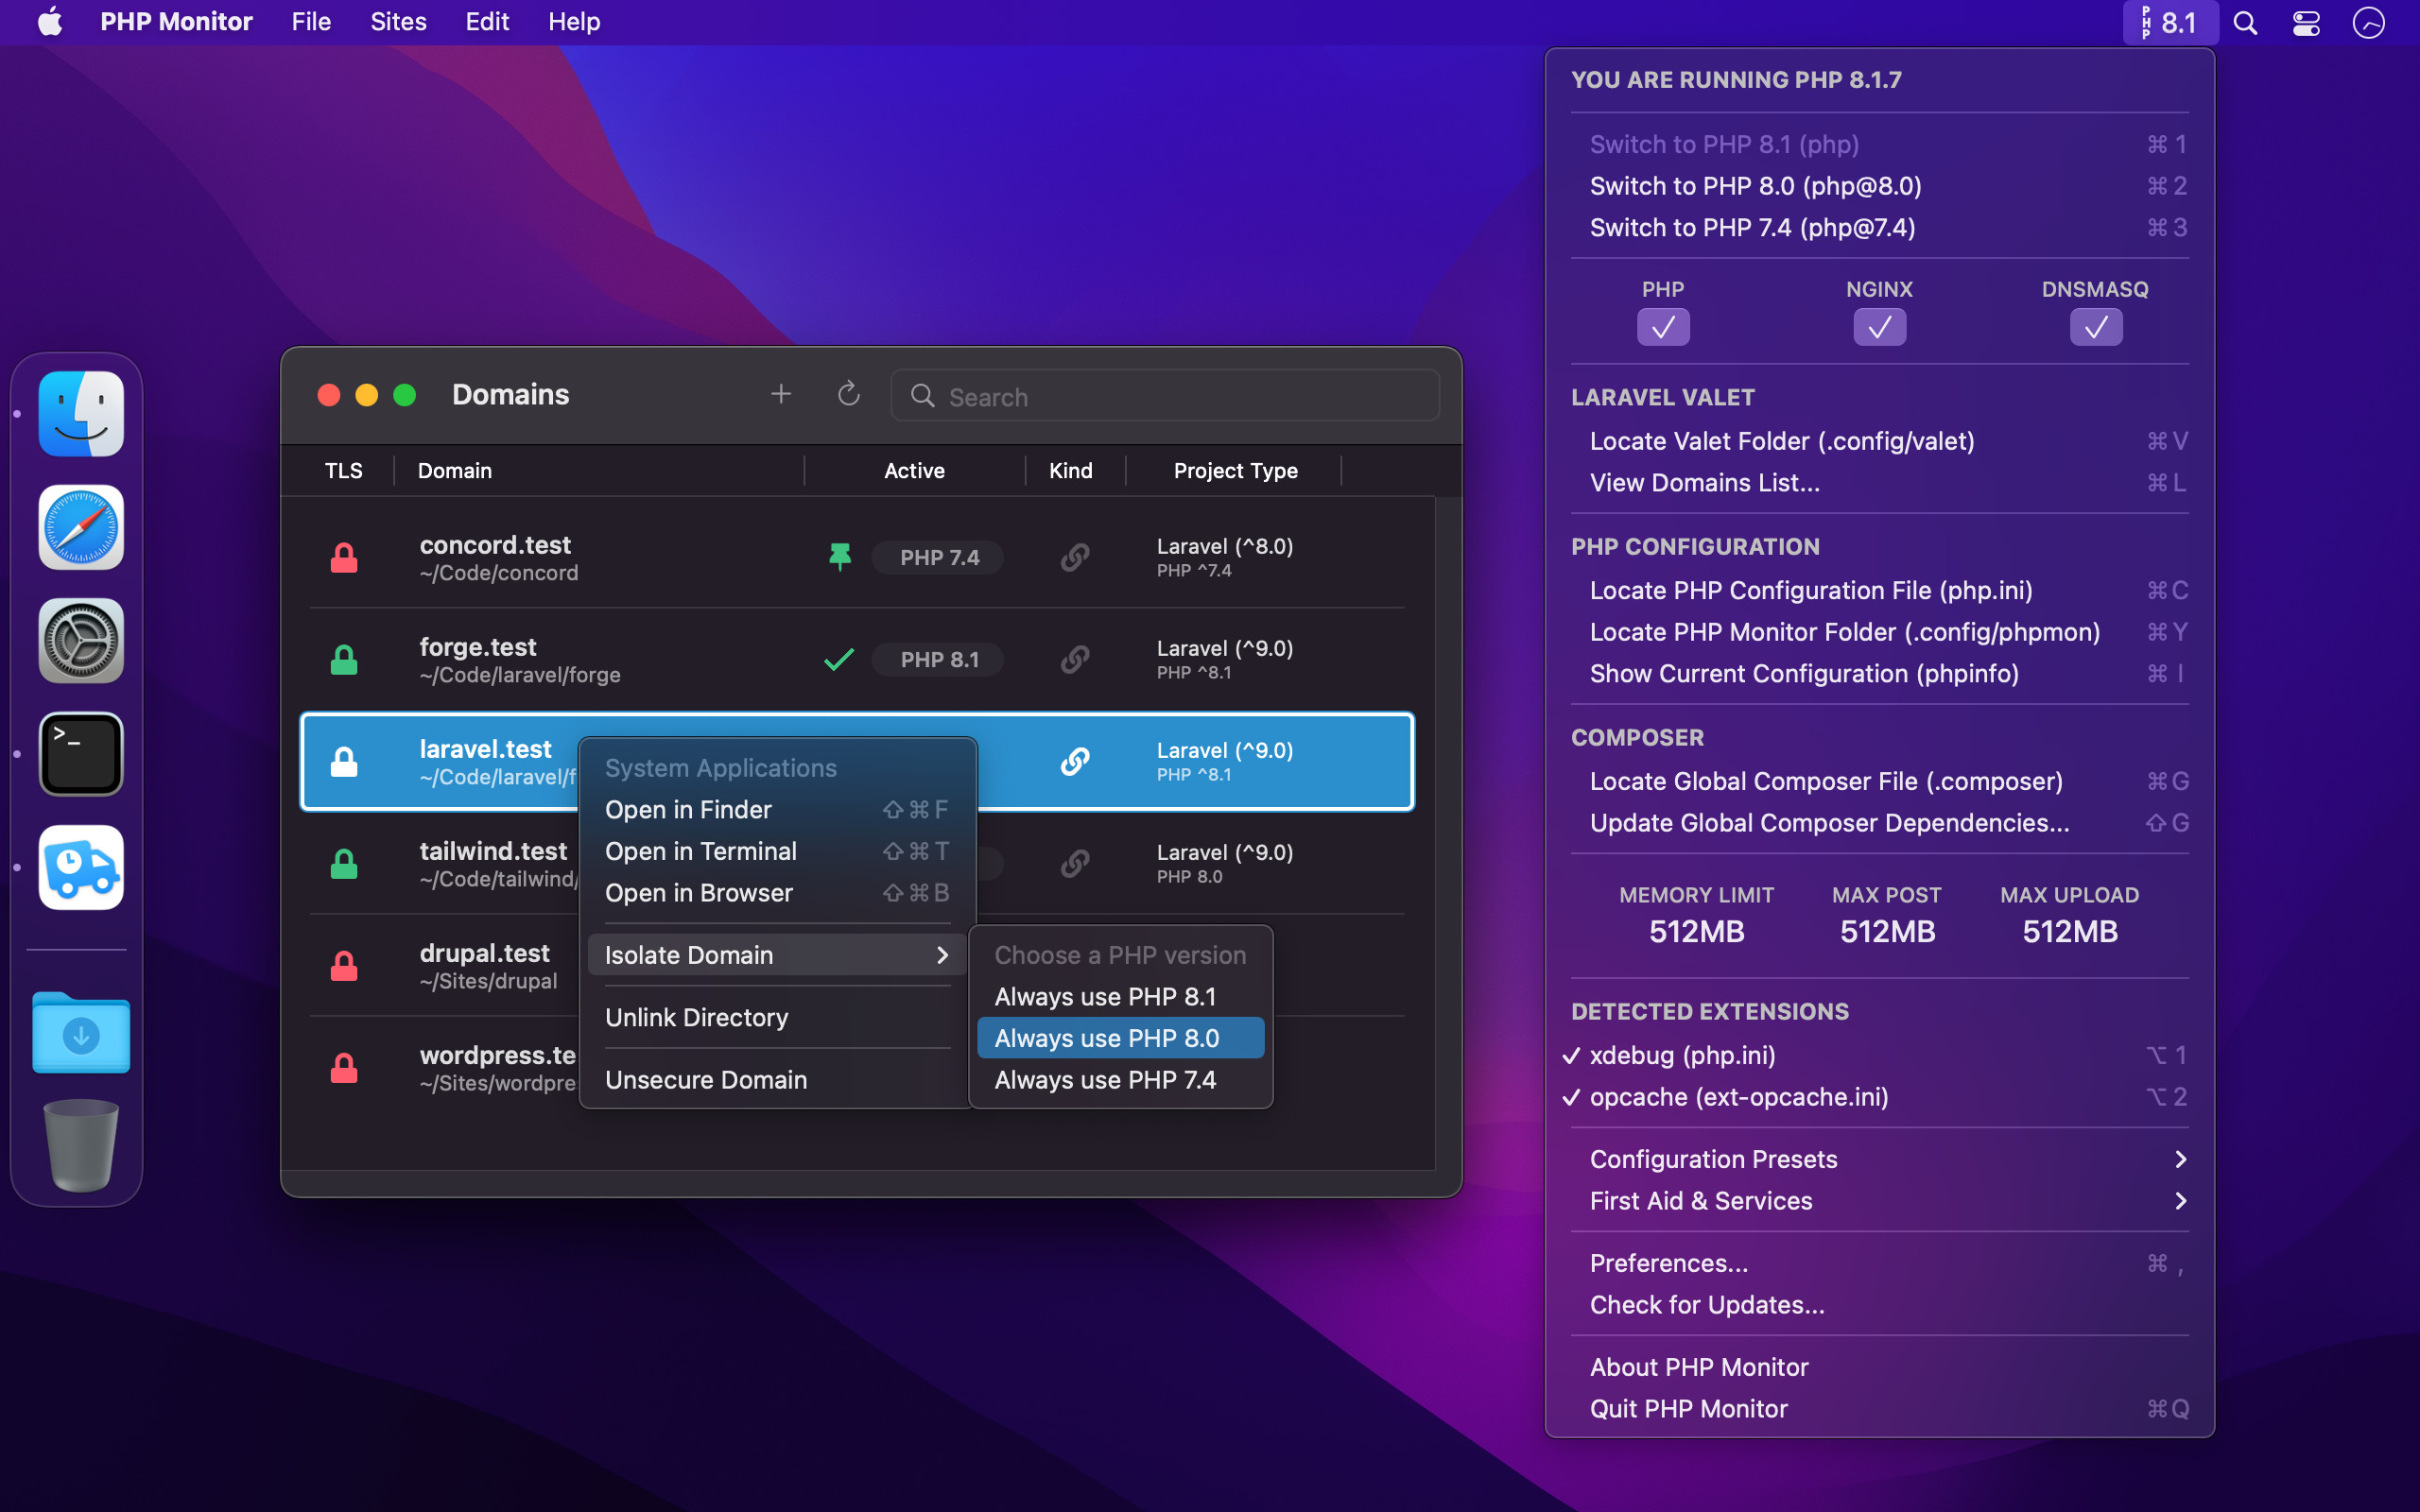 PHP Monitor File Sites Edit Help
PHP 8.1
YOU ARE RUNNING PHP 8.1.7
Switch to PHP 8.1 (php) ⌘ 1
Switch to PHP 8.0 (php@8.0) ⌘ 2
Switch to PHP 7.4 (php@7.4) ⌘ 3
PHP NGINX DNSMASQ
LARAVEL VALET
Locate Valet Folder (.config/valet) ⌘ V
View Domains List... ⌘ L
PHP CONFIGURATION
Locate PHP Configuration File (php.ini) ⌘ C
Locate PHP Monitor Folder (.config/phpmon) ⌘ Y
Show Current Configuration (phpinfo) ⌘ I
COMPOSER
Locate Global Composer File (.composer) ⌘ G
Update Global Composer Dependencies... ⇧ G
MEMORY LIMIT MAX POST MAX UPLOAD
512MB 512MB 512MB
DETECTED EXTENSIONS
✓ xdebug (php.ini) ⌥ 1
✓ opcache (ext-opcache.ini) ⌥ 2
Configuration Presets
First Aid & Services
Preferences... ⌘ ,
Check for Updates...
About PHP Monitor
Quit PHP Monitor ⌘ Q
Domains
Search
TLS Domain Active Kind Project Type
concord.test PHP 7.4 Laravel (^8.0)
~/Code/concord PHP ^7.4
forge.test PHP 8.1 Laravel (^9.0)
~/Code/laravel/forge PHP ^8.1
laravel.test Laravel (^9.0)
~/Code/laravel/f PHP ^8.1
tailwind.test Laravel (^9.0)
~/Code/tailwind/ PHP 8.0
drupal.test
~/Sites/drupal
wordpress.te
~/Sites/wordpre
System Applications
Open in Finder ⇧ ⌘ F
Open in Terminal ⇧ ⌘ T
Open in Browser ⇧ ⌘ B
Isolate Domain
Unlink Directory
Unsecure Domain
Choose a PHP version
Always use PHP 8.1
Always use PHP 8.0
Always use PHP 7.4
>_